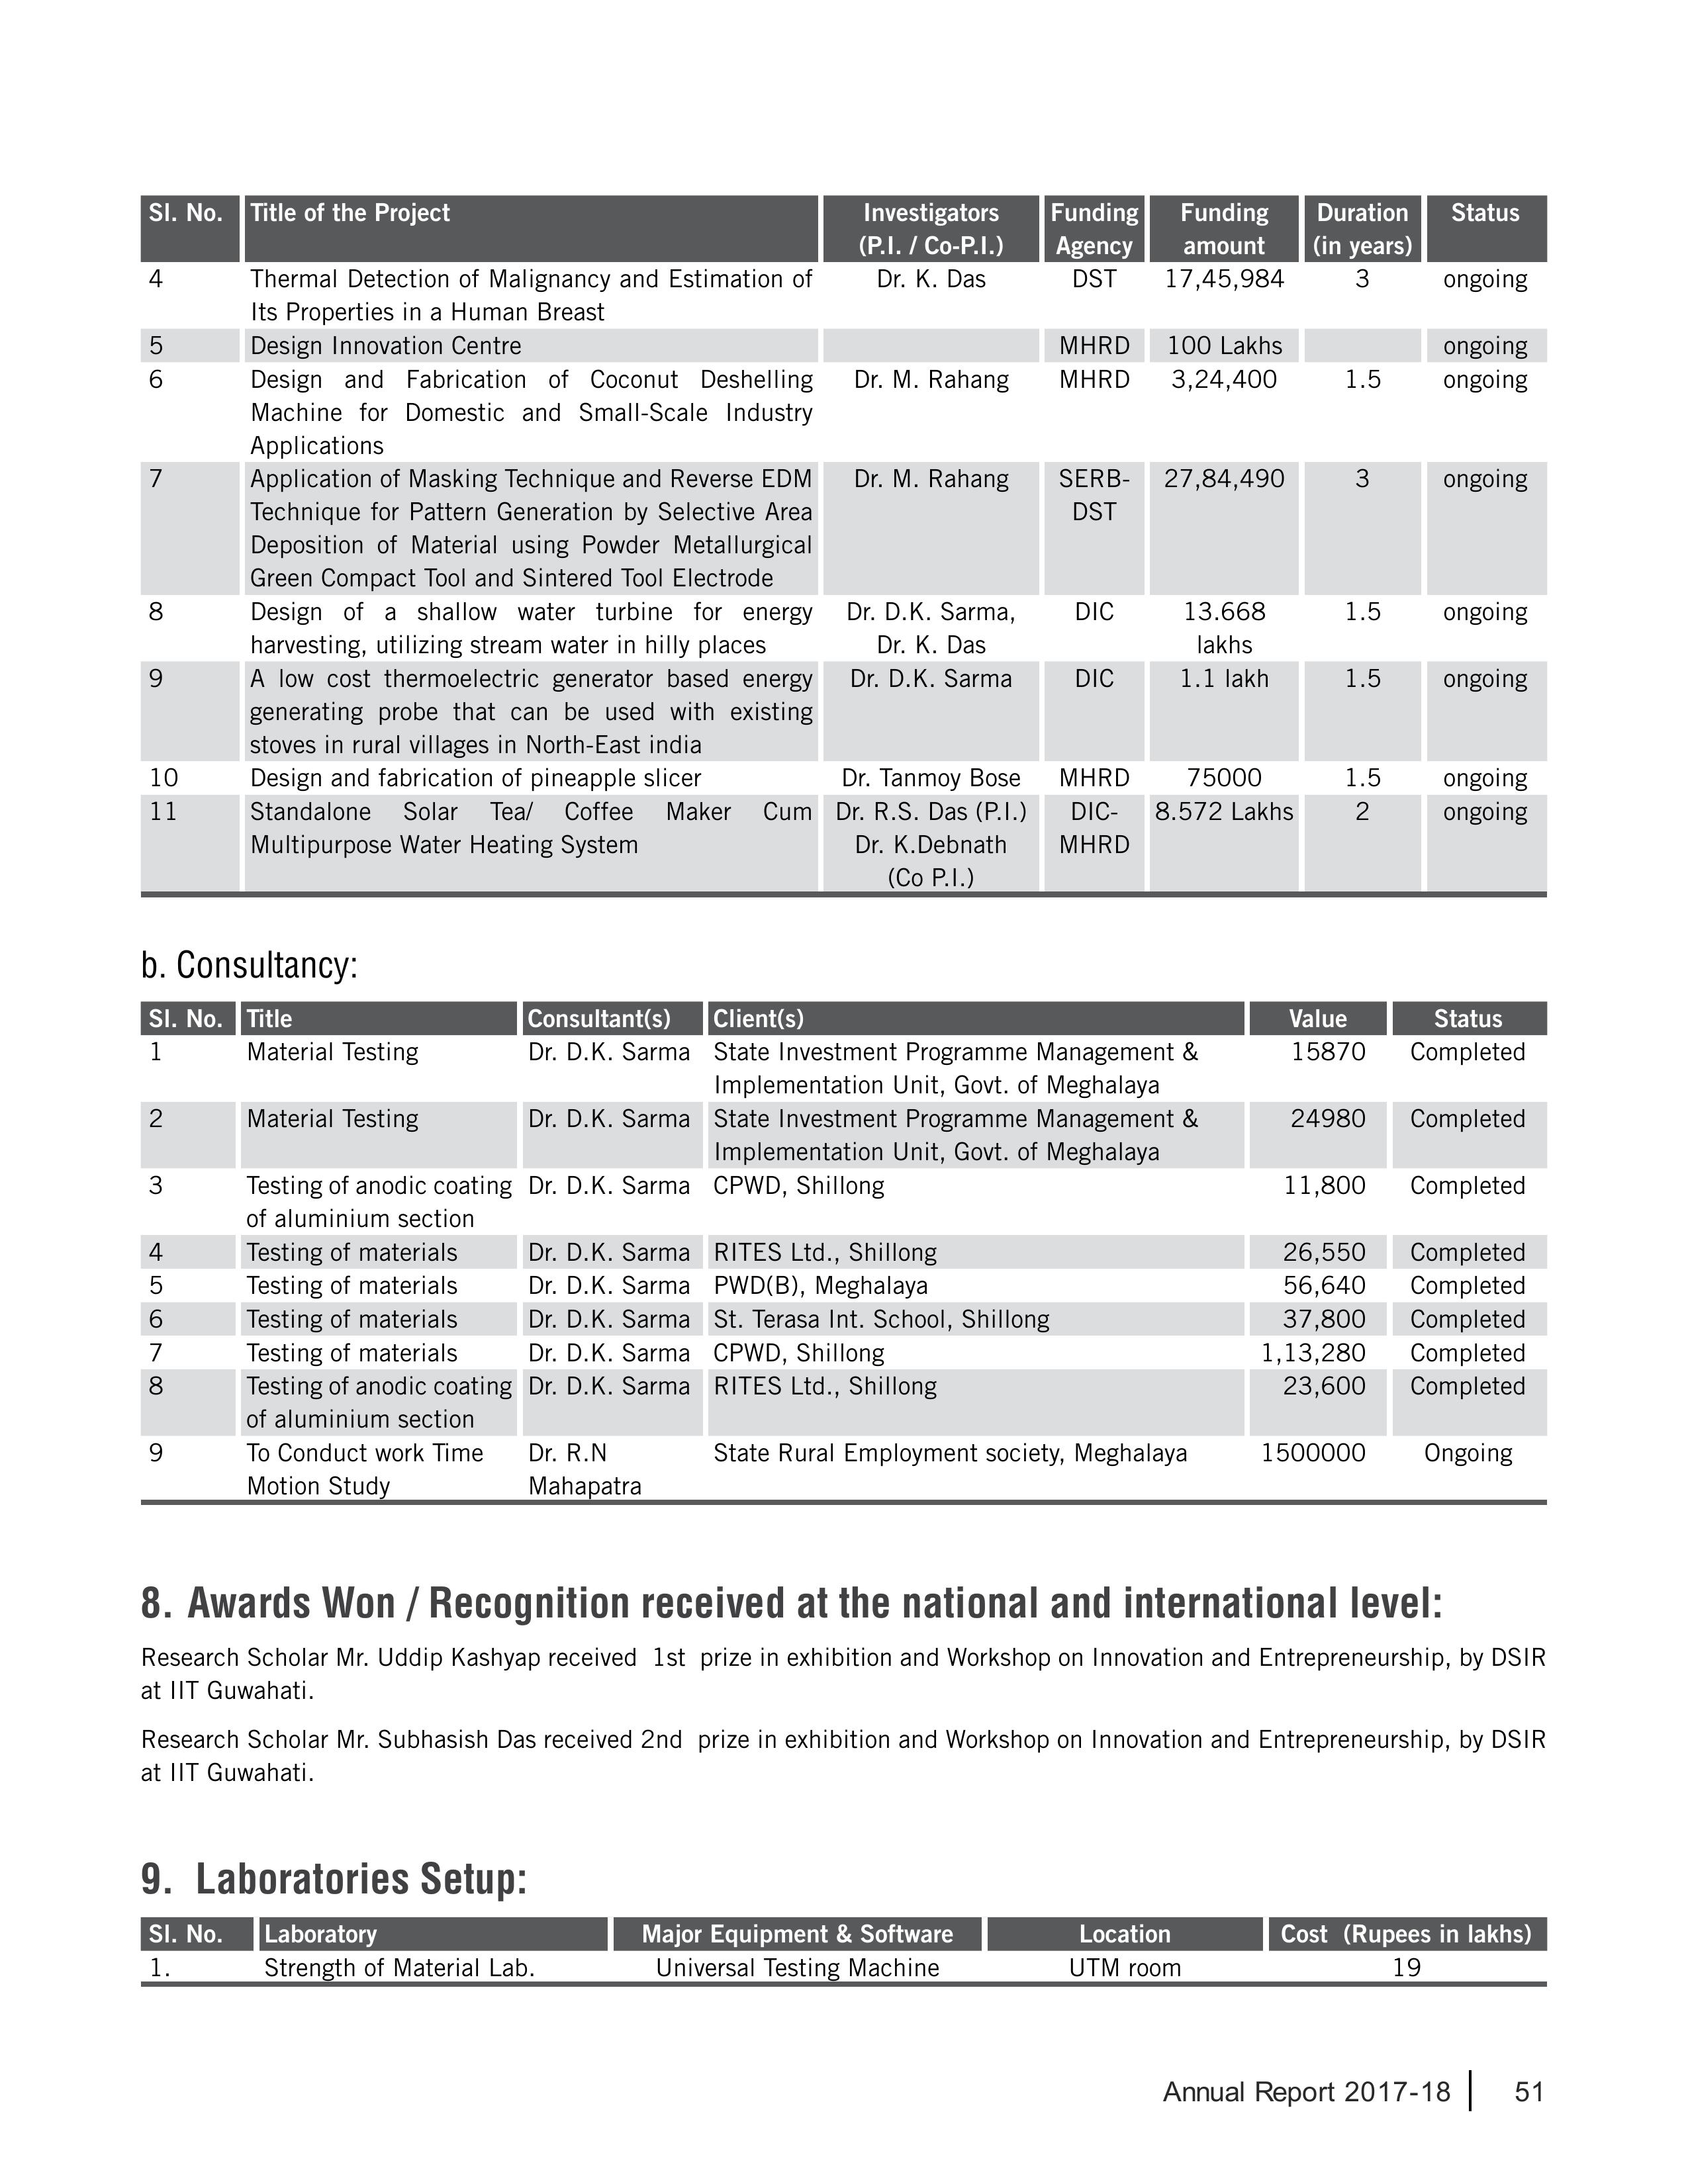 Sl. No. Title of the Project Investigators Funding Funding Duration Status
(P.I. / Co-P.I.) Agency amount (in years)
4 Thermal Detection of Malignancy and Estimation of Dr. K. Das DST 17,45,984 3 ongoing
Its Properties in a Human Breast
5 Design Innovation Centre MHRD 100 Lakhs ongoing
6 Design and Fabrication of Coconut Deshelling Dr. M. Rahang MHRD 3,24,400 1.5 ongoing
Machine for Domestic and Small-Scale Industry
Applications
7 Application of Masking Technique and Reverse EDM Dr. M. Rahang SERB- 27,84,490 3 ongoing
Technique for Pattern Generation by Selective Area DST
Deposition of Material using Powder Metallurgical
Green Compact Tool and Sintered Tool Electrode
8 Design of a shallow water turbine for energy Dr. D.K. Sarma, DIC 13.668 1.5 ongoing
harvesting, utilizing stream water in hilly places Dr. K. Das lakhs
9 A low cost thermoelectric generator based energy Dr. D.K. Sarma DIC 1.1 lakh 1.5 ongoing
generating probe that can be used with existing
stoves in rural villages in North-East india
10 Design and fabrication of pineapple slicer Dr. Tanmoy Bose MHRD 75000 1.5 ongoing
11 Standalone Solar Tea/ Coffee Maker Cum Dr. R.S. Das (P.I.) DIC- 8.572 Lakhs 2 ongoing
Multipurpose Water Heating System Dr. K.Debnath MHRD
(Co P.I.)
b. Consultancy:
Sl. No. Title Consultant(s) Client(s) Value Status
1 Material Testing Dr. D.K. Sarma State Investment Programme Management & 15870 Completed
Implementation Unit, Govt. of Meghalaya
2 Material Testing Dr. D.K. Sarma State Investment Programme Management & 24980 Completed
Implementation Unit, Govt. of Meghalaya
3 Testing of anodic coating Dr. D.K. Sarma CPWD, Shillong 11,800 Completed
of aluminium section
4 Testing of materials Dr. D.K. Sarma RITES Ltd., Shillong 26,550 Completed
5 Testing of materials Dr. D.K. Sarma PWD(B), Meghalaya 56,640 Completed
6 Testing of materials Dr. D.K. Sarma St. Terasa Int. School, Shillong 37,800 Completed
7 Testing of materials Dr. D.K. Sarma CPWD, Shillong 1,13,280 Completed
8 Testing of anodic coating Dr. D.K. Sarma RITES Ltd., Shillong 23,600 Completed
of aluminium section
9 To Conduct work Time Dr. R.N State Rural Employment society, Meghalaya 1500000 Ongoing
Motion Study Mahapatra
8. Awards Won / Recognition received at the national and international level:
Research Scholar Mr. Uddip Kashyap received 1st prize in exhibition and Workshop on Innovation and Entrepreneurship, by DSIR
at IIT Guwahati.
Research Scholar Mr. Subhasish Das received 2nd prize in exhibition and Workshop on Innovation and Entrepreneurship, by DSIR
at IIT Guwahati.
9. Laboratories Setup:
Sl. No. Laboratory Major Equipment & Software Location Cost (Rupees in lakhs)
1. Strength of Material Lab. Universal Testing Machine UTM room 19
Annual Report 2017-18 51